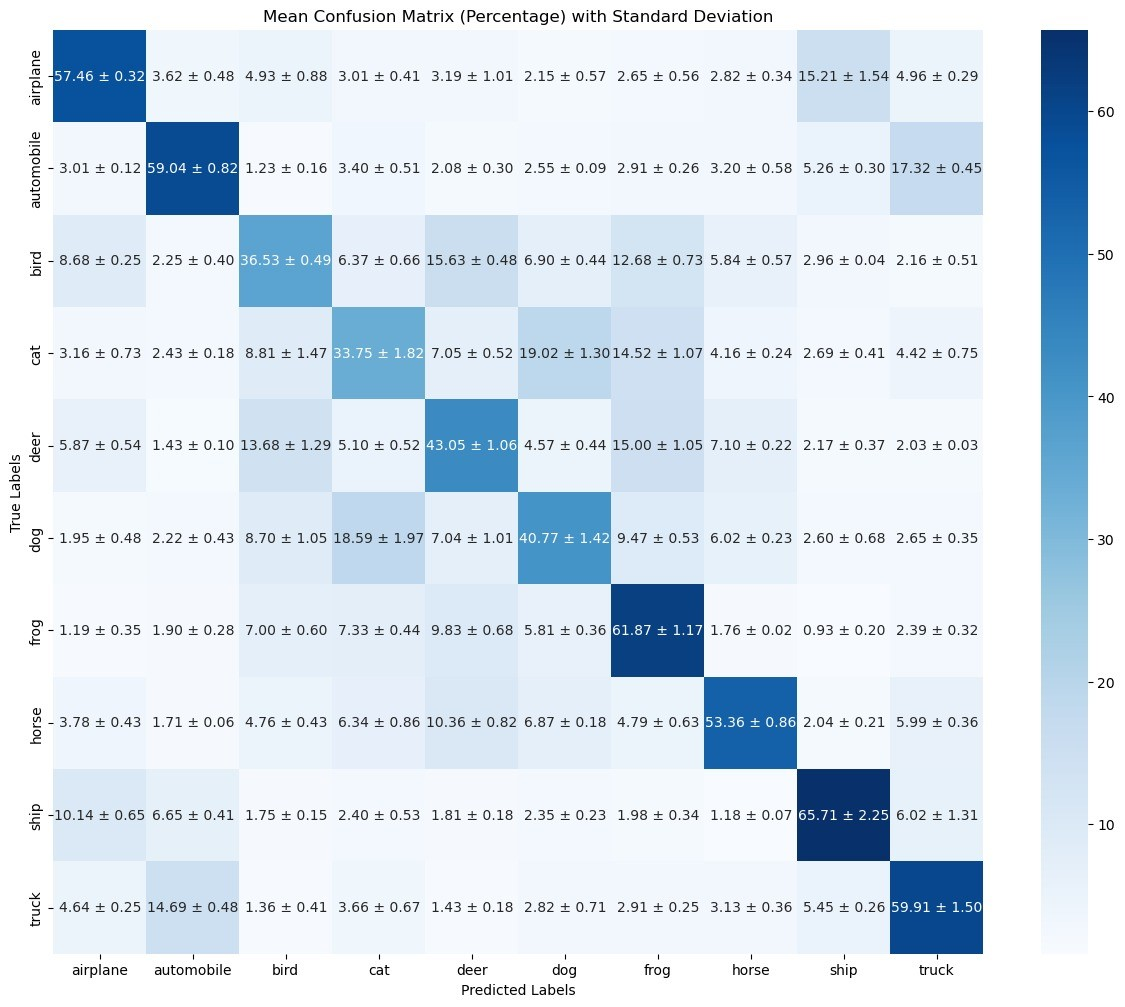 Mean Confusion Matrix (Percentage) with Standard Deviation
True Labels
airplane 57.46 ± 0.32 3.62 ± 0.48 4.93 ± 0.88 3.01 ± 0.41 3.19 ± 1.01 2.15 ± 0.57 2.65 ± 0.56 2.82 ± 0.34 15.21 ± 1.54 4.96 ± 0.29
automobile 3.01 ± 0.12 59.04 ± 0.82 1.23 ± 0.16 3.40 ± 0.51 2.08 ± 0.30 2.55 ± 0.09 2.91 ± 0.26 3.20 ± 0.58 5.26 ± 0.30 17.32 ± 0.45
bird 8.68 ± 0.25 2.25 ± 0.40 36.53 ± 0.49 6.37 ± 0.66 15.63 ± 0.48 6.90 ± 0.44 12.68 ± 0.73 5.84 ± 0.57 2.96 ± 0.04 2.16 ± 0.51
cat 3.16 ± 0.73 2.43 ± 0.18 8.81 ± 1.47 33.75 ± 1.82 7.05 ± 0.52 19.02 ± 1.30 14.52 ± 1.07 4.16 ± 0.24 2.69 ± 0.41 4.42 ± 0.75
deer 5.87 ± 0.54 1.43 ± 0.10 13.68 ± 1.29 5.10 ± 0.52 43.05 ± 1.06 4.57 ± 0.44 15.00 ± 1.05 7.10 ± 0.22 2.17 ± 0.37 2.03 ± 0.03
dog 1.95 ± 0.48 2.22 ± 0.43 8.70 ± 1.05 18.59 ± 1.97 7.04 ± 1.01 40.77 ± 1.42 9.47 ± 0.53 6.02 ± 0.23 2.60 ± 0.68 2.65 ± 0.35
frog 1.19 ± 0.35 1.90 ± 0.28 7.00 ± 0.60 7.33 ± 0.44 9.83 ± 0.68 5.81 ± 0.36 61.87 ± 1.17 1.76 ± 0.02 0.93 ± 0.20 2.39 ± 0.32
horse 3.78 ± 0.43 1.71 ± 0.06 4.76 ± 0.43 6.34 ± 0.86 10.36 ± 0.82 6.87 ± 0.18 4.79 ± 0.63 53.36 ± 0.86 2.04 ± 0.21 5.99 ± 0.36
ship 10.14 ± 0.65 6.65 ± 0.41 1.75 ± 0.15 2.40 ± 0.53 1.81 ± 0.18 2.35 ± 0.23 1.98 ± 0.34 1.18 ± 0.07 65.71 ± 2.25 6.02 ± 1.31
truck 4.64 ± 0.25 14.69 ± 0.48 1.36 ± 0.41 3.66 ± 0.67 1.43 ± 0.18 2.82 ± 0.71 2.91 ± 0.25 3.13 ± 0.36 5.45 ± 0.26 59.91 ± 1.50
airplane automobile bird cat deer dog frog horse ship truck
Predicted Labels
60
50
40
30
20
10